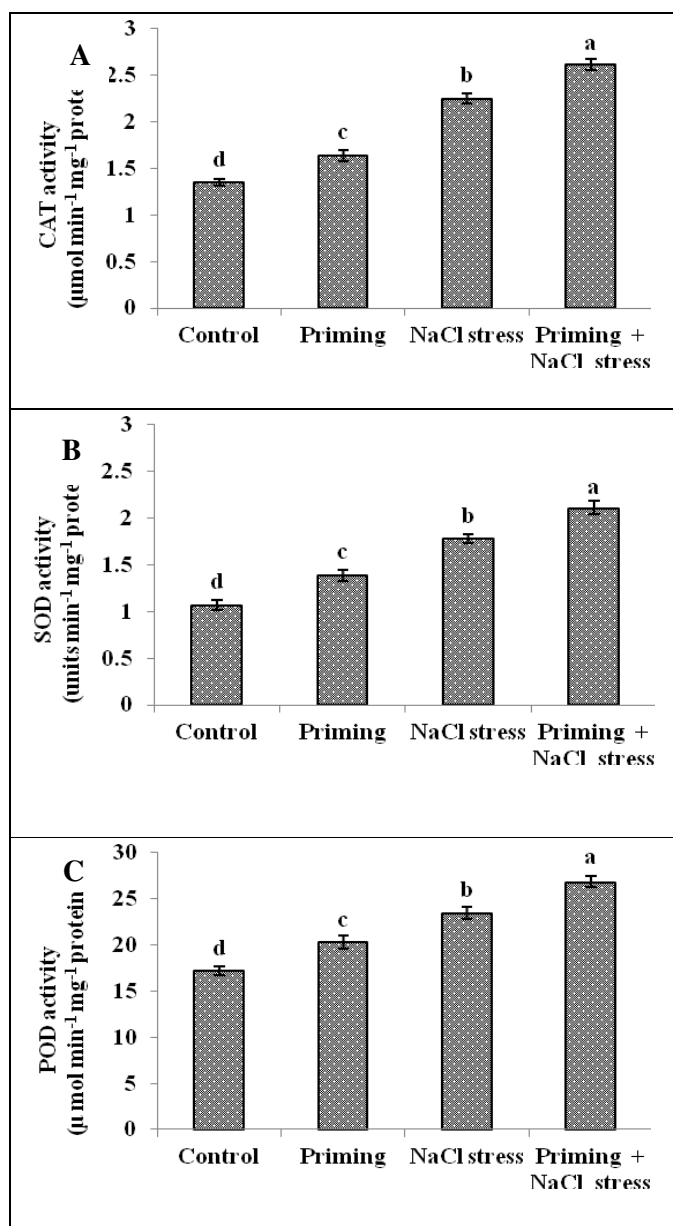 A
CAT activity
(µmol min-1 mg-1 prote
3
2.5
2
1.5
1
0.5
0
d
c
b
a
Control Priming NaCl stress Priming +
NaCl stress
B
SOD activity
(units min-1 mg-1 prote
3
2.5
2
1.5
1
0.5
0
d
c
b
a
Control Priming NaCl stress Priming +
NaCl stress
C
POD activity
(µ mol min-1 mg-1 protein
30
25
20
15
10
5
0
d
c
b
a
Control Priming NaCl stress Priming +
NaCl stress